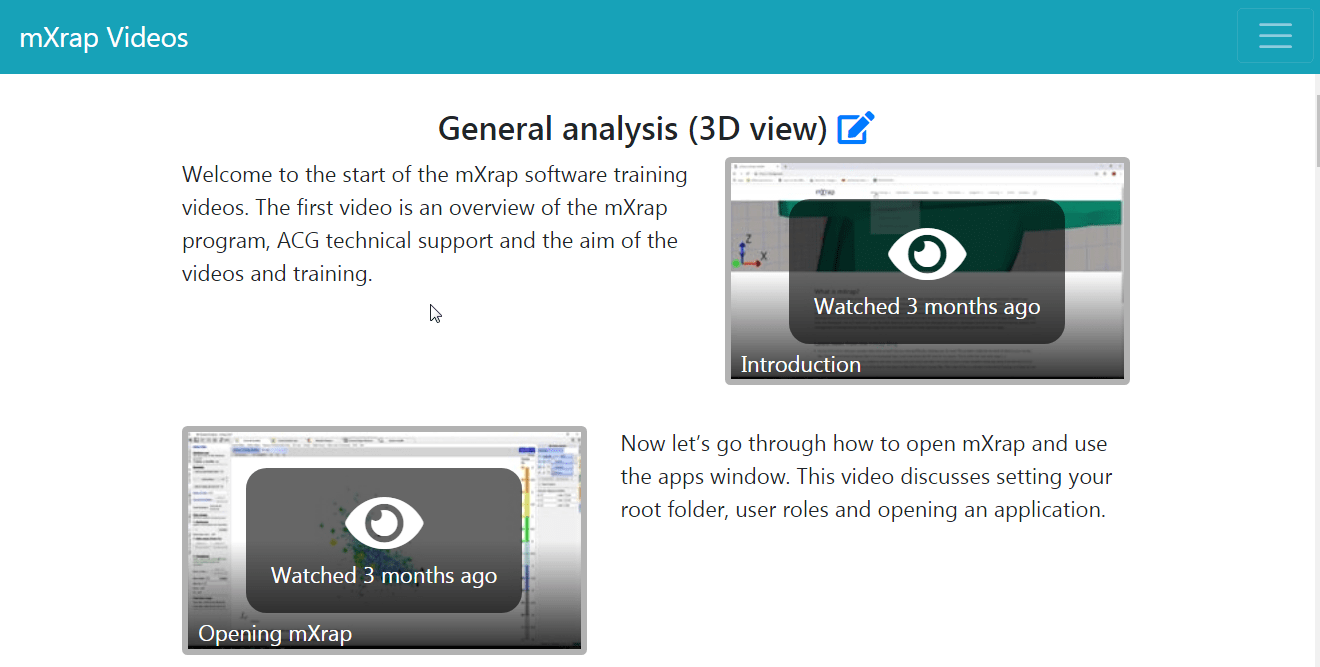 mXrap Videos
General analysis (3D view)
Welcome to the start of the mXrap software training
videos. The first video is an overview of the mXrap
program, ACG technical support and the aim of the
videos and training.
Z
X
Watched 3 months ago
Introduction
Watched 3 months ago
Opening mXrap
Now let’s go through how to open mXrap and use
the apps window. This video discusses setting your
root folder, user roles and opening an application.